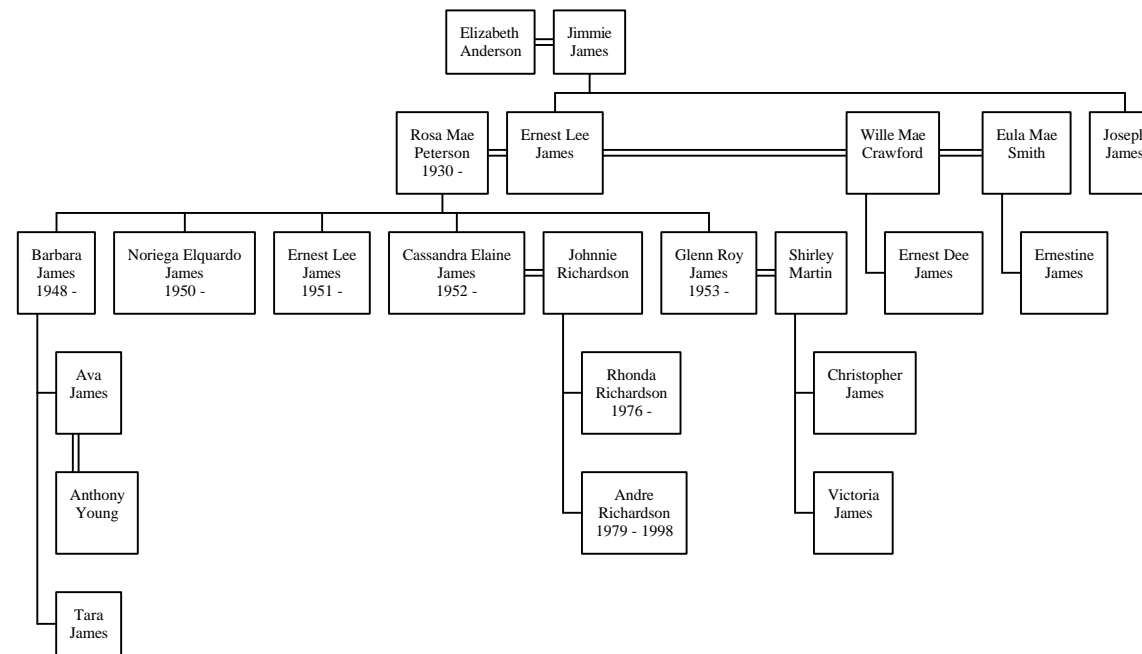 Elizabeth
Anderson
Jimmie
James
Rosa Mae
Peterson
1930 -
Ernest Lee
James
Wille Mae
Crawford
Eula Mae
Smith
Joseph
James
Barbara
James
1948 -
Noriega Elquardo
James
1950 -
Ernest Lee
James
1951 -
Cassandra Elaine
James
1952 -
Johnnie
Richardson
Glenn Roy
James
1953 -
Shirley
Martin
Ernest Dee
James
Ernestine
James
Ava
James
Rhonda
Richardson
1976 -
Christopher
James
Anthony
Young
Andre
Richardson
1979 - 1998
Victoria
James
Tara
James